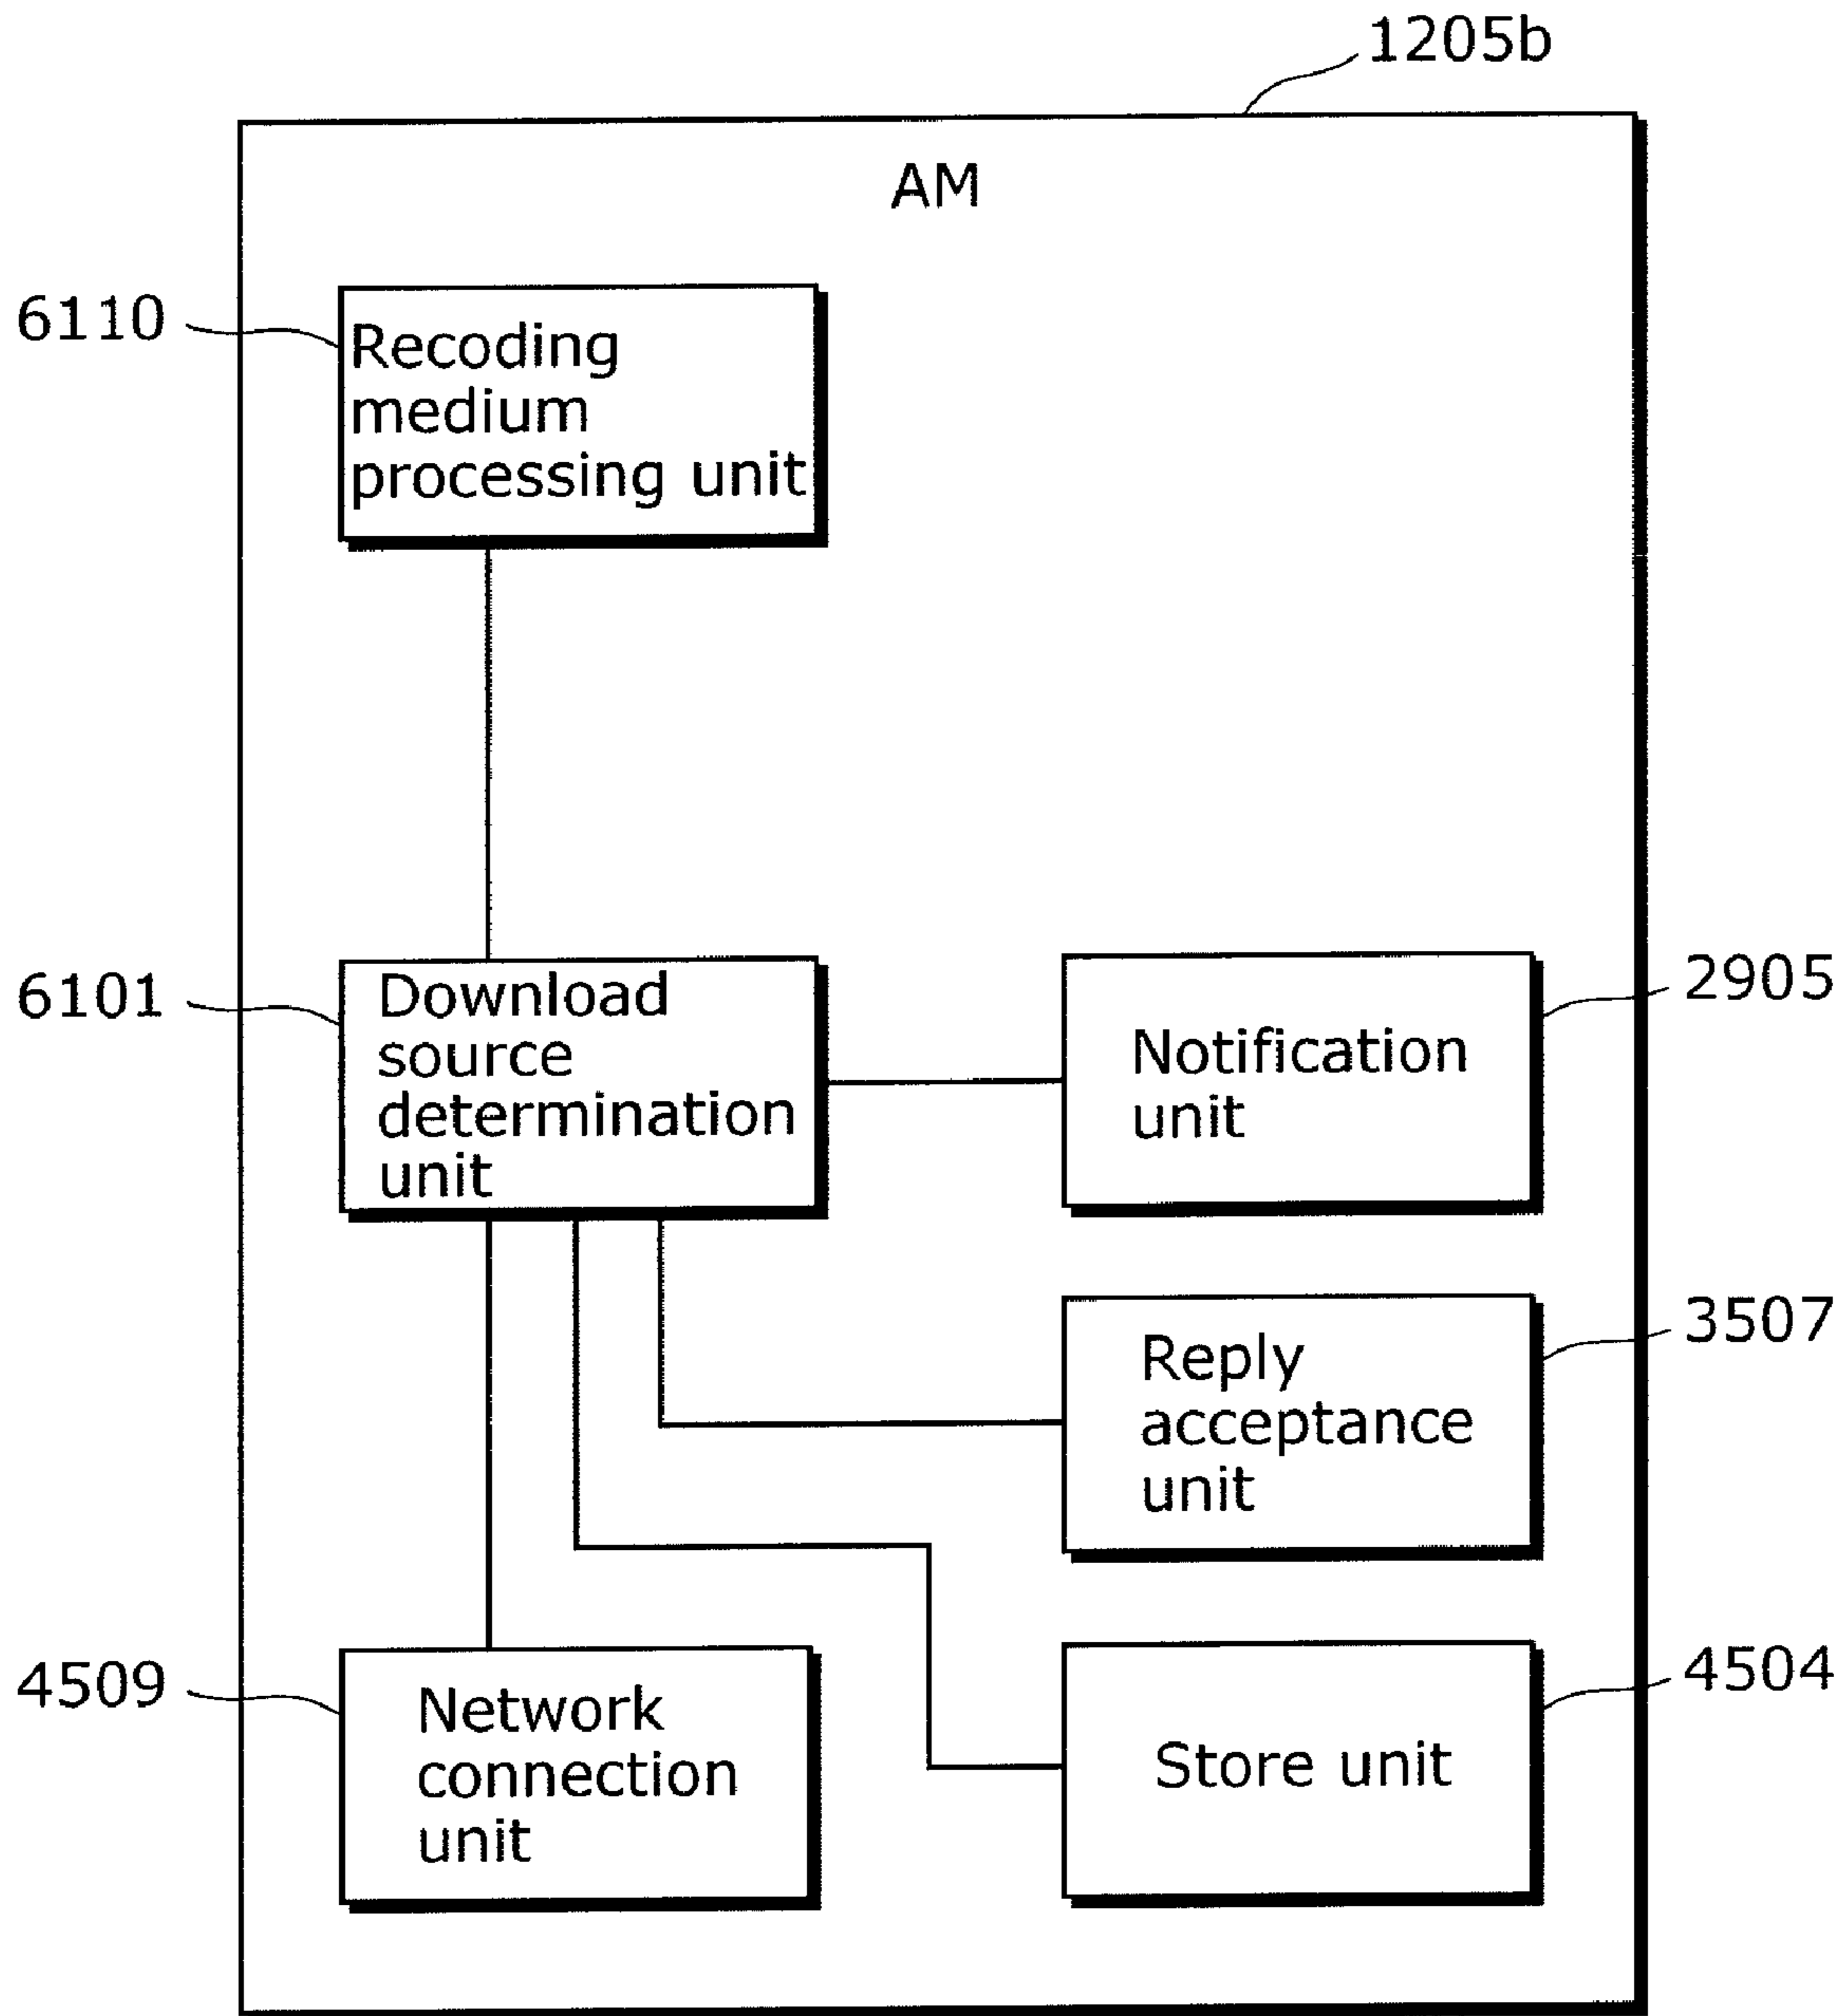 1205b
AM
6110
Recoding
medium
processing unit
6101
Download
source
determination
unit
2905
Notification
unit
3507
Reply
acceptance
unit
4509
Network
connection
unit
4504
Store unit